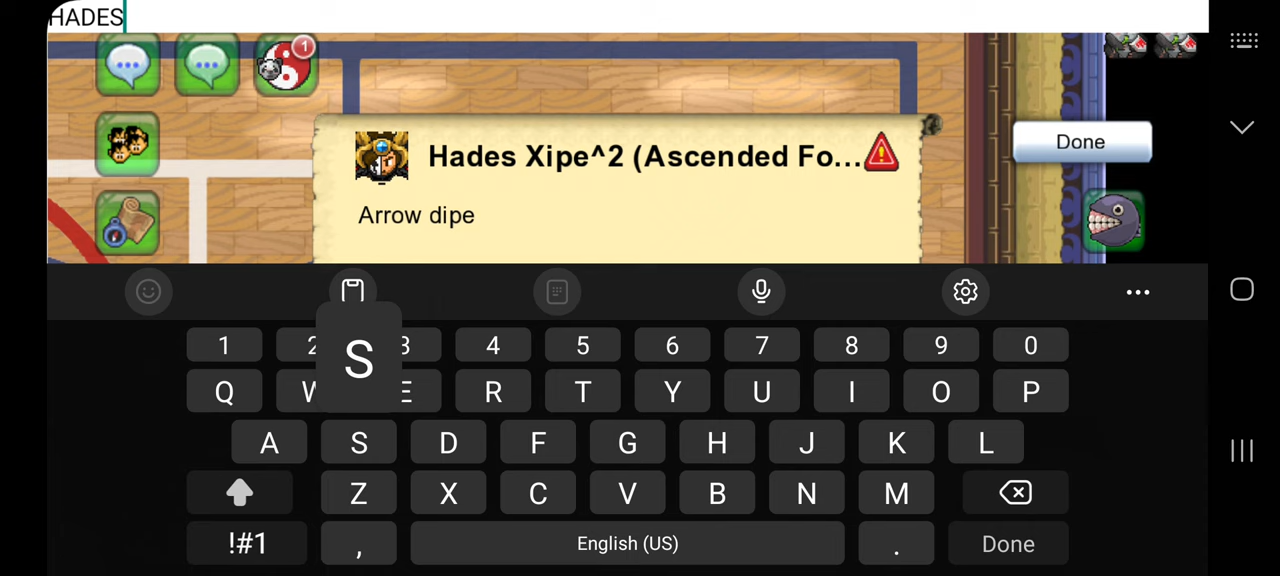 HADES
1
Hades Xipe^2 (Ascended Fo...
Done
Arrow dipe
S
1 2 3 4 5 6 7 8 9 0
Q W E R T Y U I O P
A S D F G H J K L
Z X C V B N M
!#1 , English (US) . Done